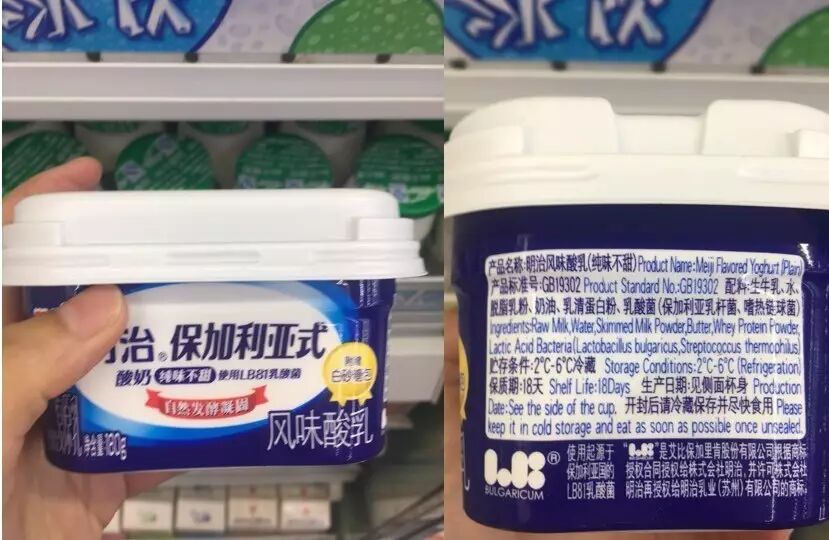 保加利亚式
酸奶 纯味不甜 使用LB81乳酸菌
附增
白砂糖包
自然发酵凝固
风味酸乳
净含量180g
产品名称:明治风味酸乳(纯味不甜) Product Name:Meiji Flavored Yoghurt (Plain)
产品标准号:GB19302 Product Standard No.:GB19302 配料:生牛乳、水、
脱脂乳粉、奶油、乳清蛋白粉、乳酸菌(保加利亚乳杆菌、嗜热链球菌)
Ingredients:Raw Milk,Water,Skimmed Milk Powder,Butter,Whey Protein Powder,
Lactic Acid Bacteria(Lactobacillus bulgaricus,Streptococcus thermophilus)
贮存条件:2°C-6°C冷藏 Storage Conditions:2°C-6°C (Refrigeration)
保质期:18天 Shelf Life:18Days 生产日期:见侧面杯身 Production
Date:See the side of the cup. 开封后请冷藏保存并尽快食用 Please
keep it in cold storage and eat as soon as possible once unsealed.
LB
®
BULGARICUM
使用起源于
保加利亚国的
LB81乳酸菌
"LB"是艾比保加里肯股份有限公司根据商标
授权合同授权给株式会社明治,并许可株式会社
明治再授权给明治乳业(苏州)有限公司的商标